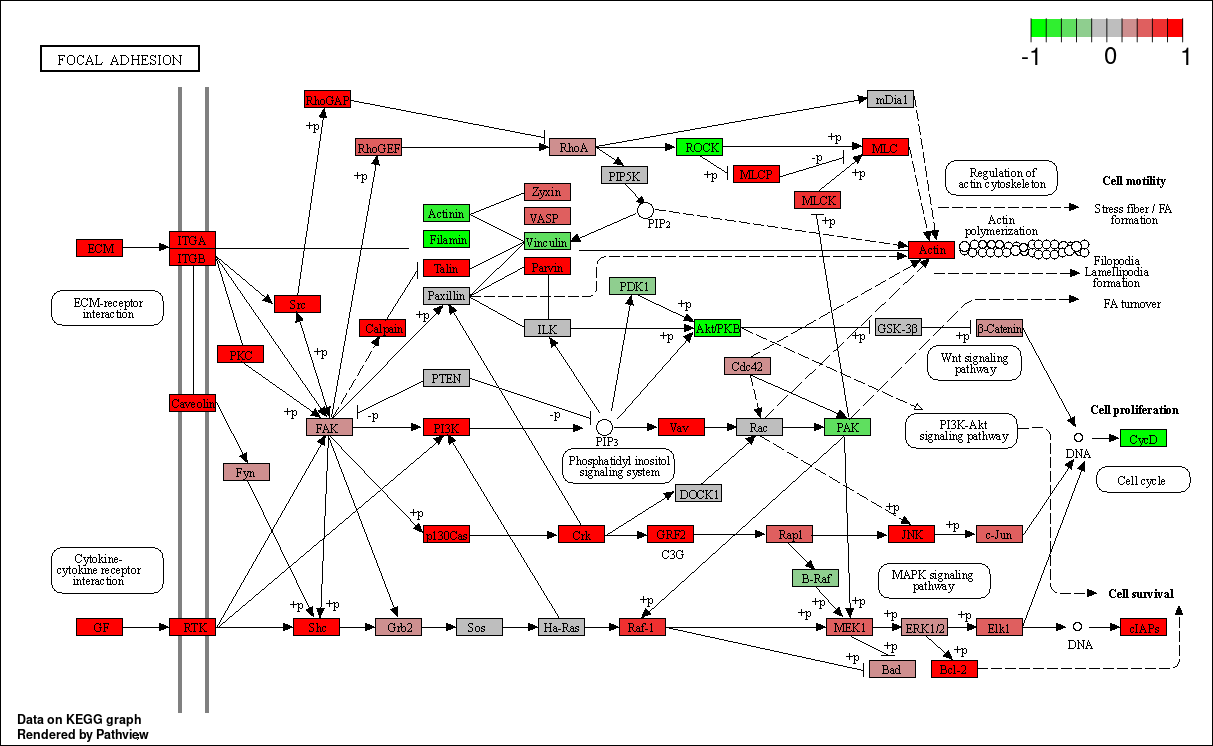 FOCAL ADHESION
-1
0
1
RhoGAP
mDia1
+p
RhoGEF
RhoA
ROCK
+p
MLC
+p
PIP5K
+p
MLCP
-p
+p
Regulation of
actin cytoskeleton
Cell motility
Zyxin
MLCK
Actinin
VASP
PIP2
+p
Stress fiber / FA
formation
Actin
polymerization
ECM
ITGA
ITGB
Filamin
Vinculin
Actin
Talin
Parvin
Filopodia
Lamellipodia
formation
ECM-receptor
interaction
Src
Paxillin
PDK1
FA turnover
+p
+p
Calpain
ILK
Akt/PKB
GSK-3β
β-Catenin
+p
+p
PKC
+p
Wnt signaling
pathway
Cdc42
PTEN
Caveolin
+p
-p
-p
Cell proliferation
FAK
PI3K
PIP3
Vav
Rac
PAK
PI3K-Akt
signaling pathway
CycD
DNA
Fyn
Phosphatidyl inositol
signaling system
Cell cycle
DOCK1
+p
+p
p130Cas
Crk
GRF2
C3G
Rap1
JNK
+p
c-Jun
Cytokine-
cytokine receptor
interaction
B-Raf
MAPK signaling
pathway
Cell survival
+p
+p
+p
+p
+p
GF
RTK
Shc
Grb2
Sos
Ha-Ras
Raf-1
+p
MEK1
+p
ERK1/2
+p
Elk1
DNA
cIAPs
+p
+p
+p
Bad
Bcl-2
Data on KEGG graph
Rendered by Pathview